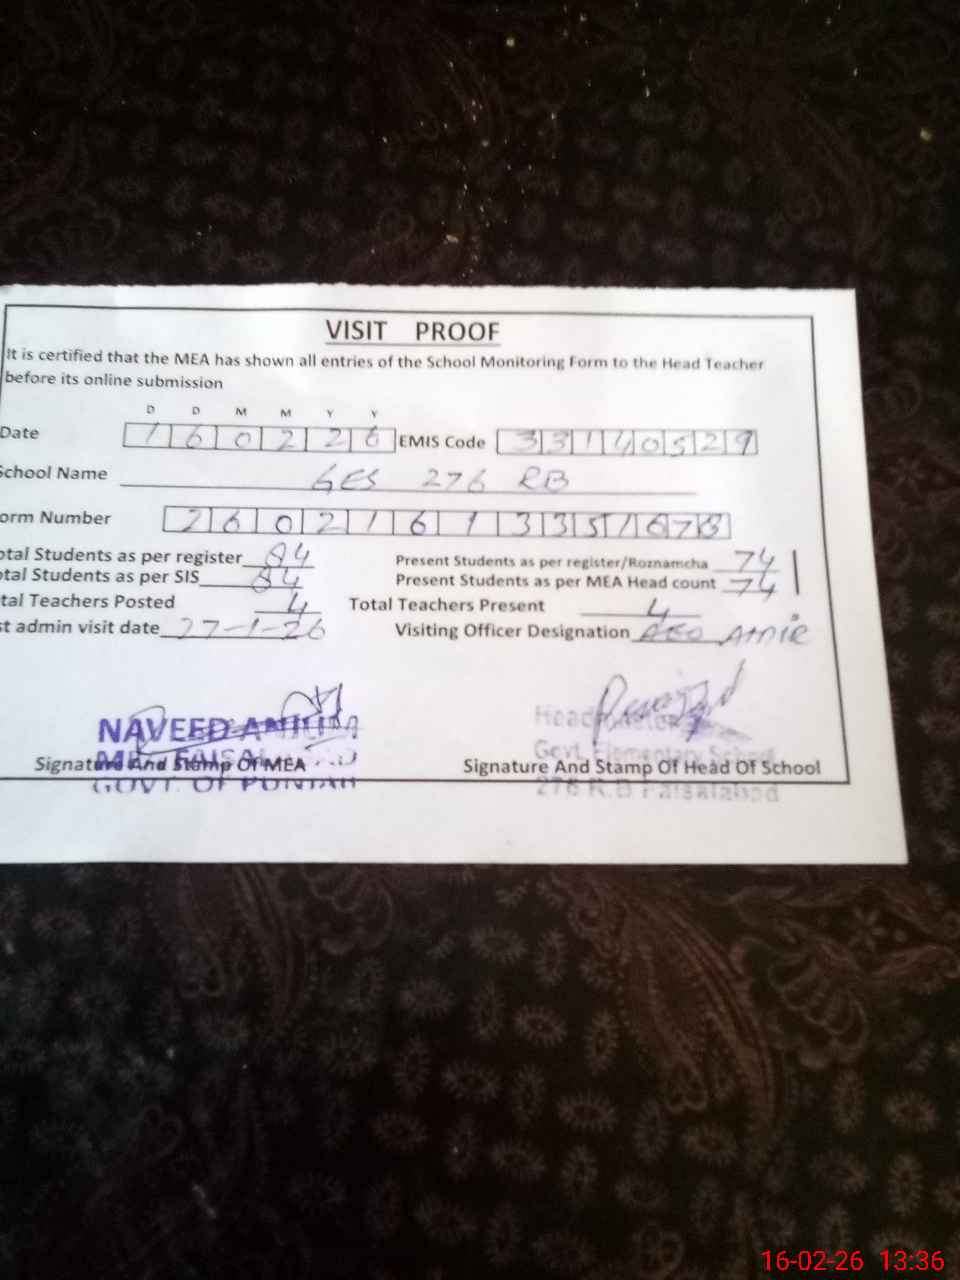 VISIT PROOF
It is certified that the MEA has shown all entries of the School Monitoring Form to the Head Teacher
before its online submission
D D M M Y Y
Date 1 6 0 2 2 6 EMIS Code 3 3 1 4 0 5 2 9
School Name GES 276 RB
orm Number 2 6 0 2 1 6 1 3 3 5 1 6 7 8
otal Students as per register 84 Present Students as per register/Roznamcha 74
otal Students as per SIS 84 Present Students as per MEA Head count 74
tal Teachers Posted 4 Total Teachers Present 4
st admin visit date 27-1-26 Visiting Officer Designation AEO
NAVEED
Signature And Stamp Of MEA
GOVT. OF PUNJAB
Headmaster
Govt. Elementary School
Signature And Stamp Of Head Of School
276 R.B Faisalabad
16-02-26 13:36